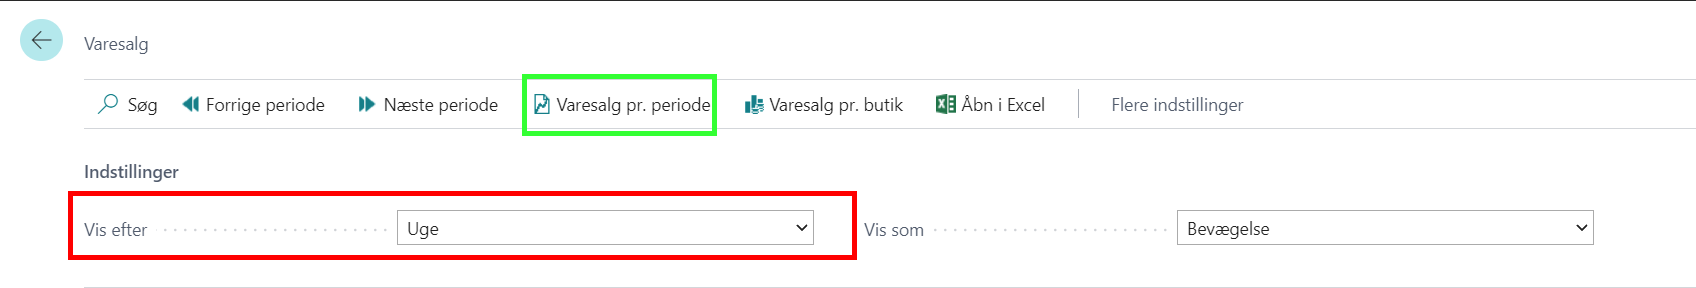 Varesalg
Søg Forrige periode Næste periode Varesalg pr. periode Varesalg pr. butik Åbn i Excel Flere indstillinger
Indstillinger
Vis efter Uge Vis som Bevægelse